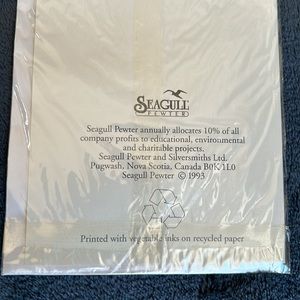 SEAGULL
PEWTER
Seagull Pewter annually allocates 10% of all
company profits to educational, environmental
and charitable projects.
Seagull Pewter and Silversmiths Ltd.
Pugwash, Nova Scotia, Canada B0K 1L0
Seagull Pewter © 1993
Printed with vegetable inks on recycled paper